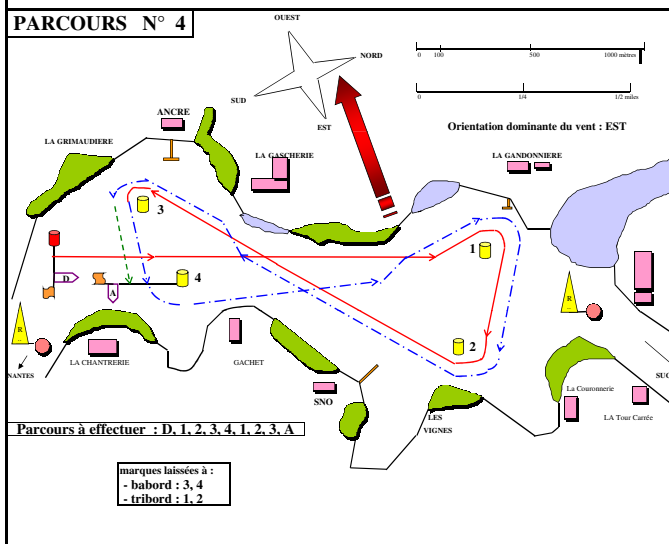 PARCOURS N° 4
OUEST
NORD
SUD
EST
0 100 500 1000 mètres
0 1/4 1/2 miles
Orientation dominante du vent : EST
ANCRE
LA GRIMAUDIERE
LA GASCHERIE
LA GANDONNIERE
3
1
4
D
A
2
R
R
NANTES
LA CHANTRERIE
GACHET
SNO
LES
VIGNES
La Couronnerie
LA Tour Carrée
SUC
Parcours à effectuer : D, 1, 2, 3, 4, 1, 2, 3, A
marques laissées à :
- babord : 3, 4
- tribord : 1, 2